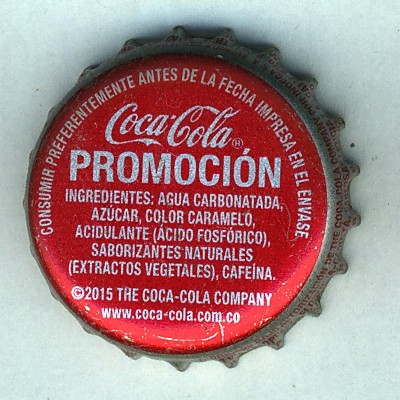 CONSUMIR PREFERENTEMENTE ANTES DE LA FECHA IMPRESA EN EL ENVASE
Coca-Cola®
PROMOCIÓN
INGREDIENTES: AGUA CARBONATADA,
AZÚCAR, COLOR CARAMELO,
ACIDULANTE (ÁCIDO FOSFÓRICO),
SABORIZANTES NATURALES
(EXTRACTOS VEGETALES), CAFEÍNA.
©2015 THE COCA-COLA COMPANY
www.coca-cola.com.co